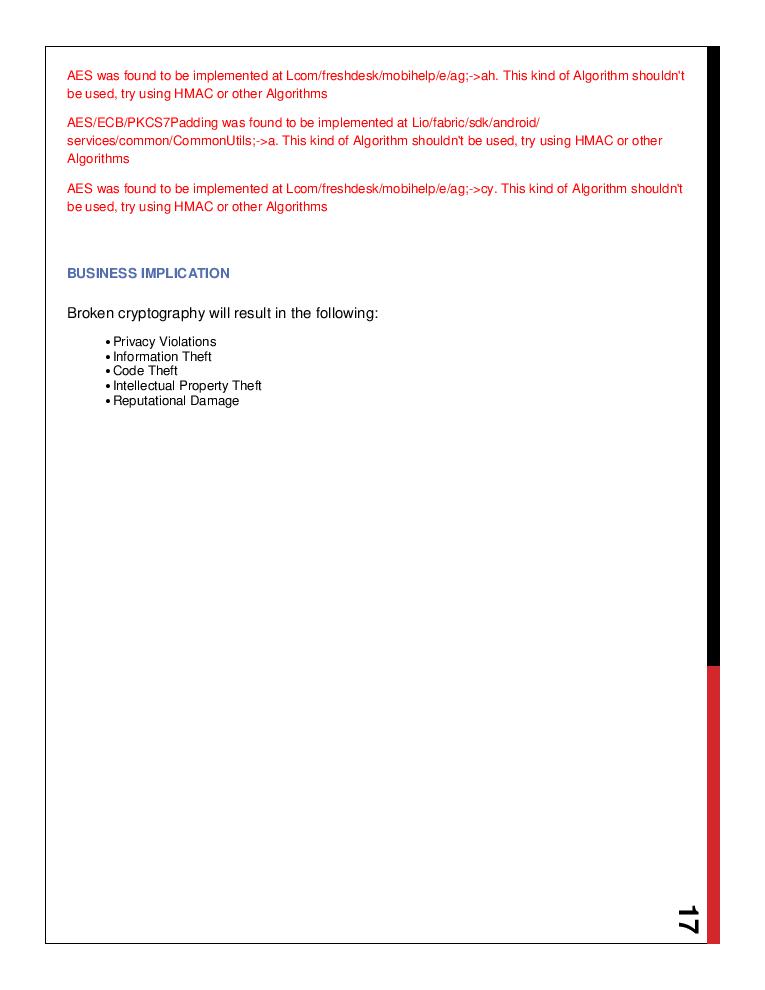 AES was found to be implemented at Lcom/freshdesk/mobihelp/e/ag;->ah. This kind of Algorithm shouldn't
be used, try using HMAC or other Algorithms
AES/ECB/PKCS7Padding was found to be implemented at Lio/fabric/sdk/android/
services/common/CommonUtils;->a. This kind of Algorithm shouldn't be used, try using HMAC or other
Algorithms
AES was found to be implemented at Lcom/freshdesk/mobihelp/e/ag;->cy. This kind of Algorithm shouldn't
be used, try using HMAC or other Algorithms
BUSINESS IMPLICATION
Broken cryptography will result in the following:
• Privacy Violations
• Information Theft
• Code Theft
• Intellectual Property Theft
• Reputational Damage
17